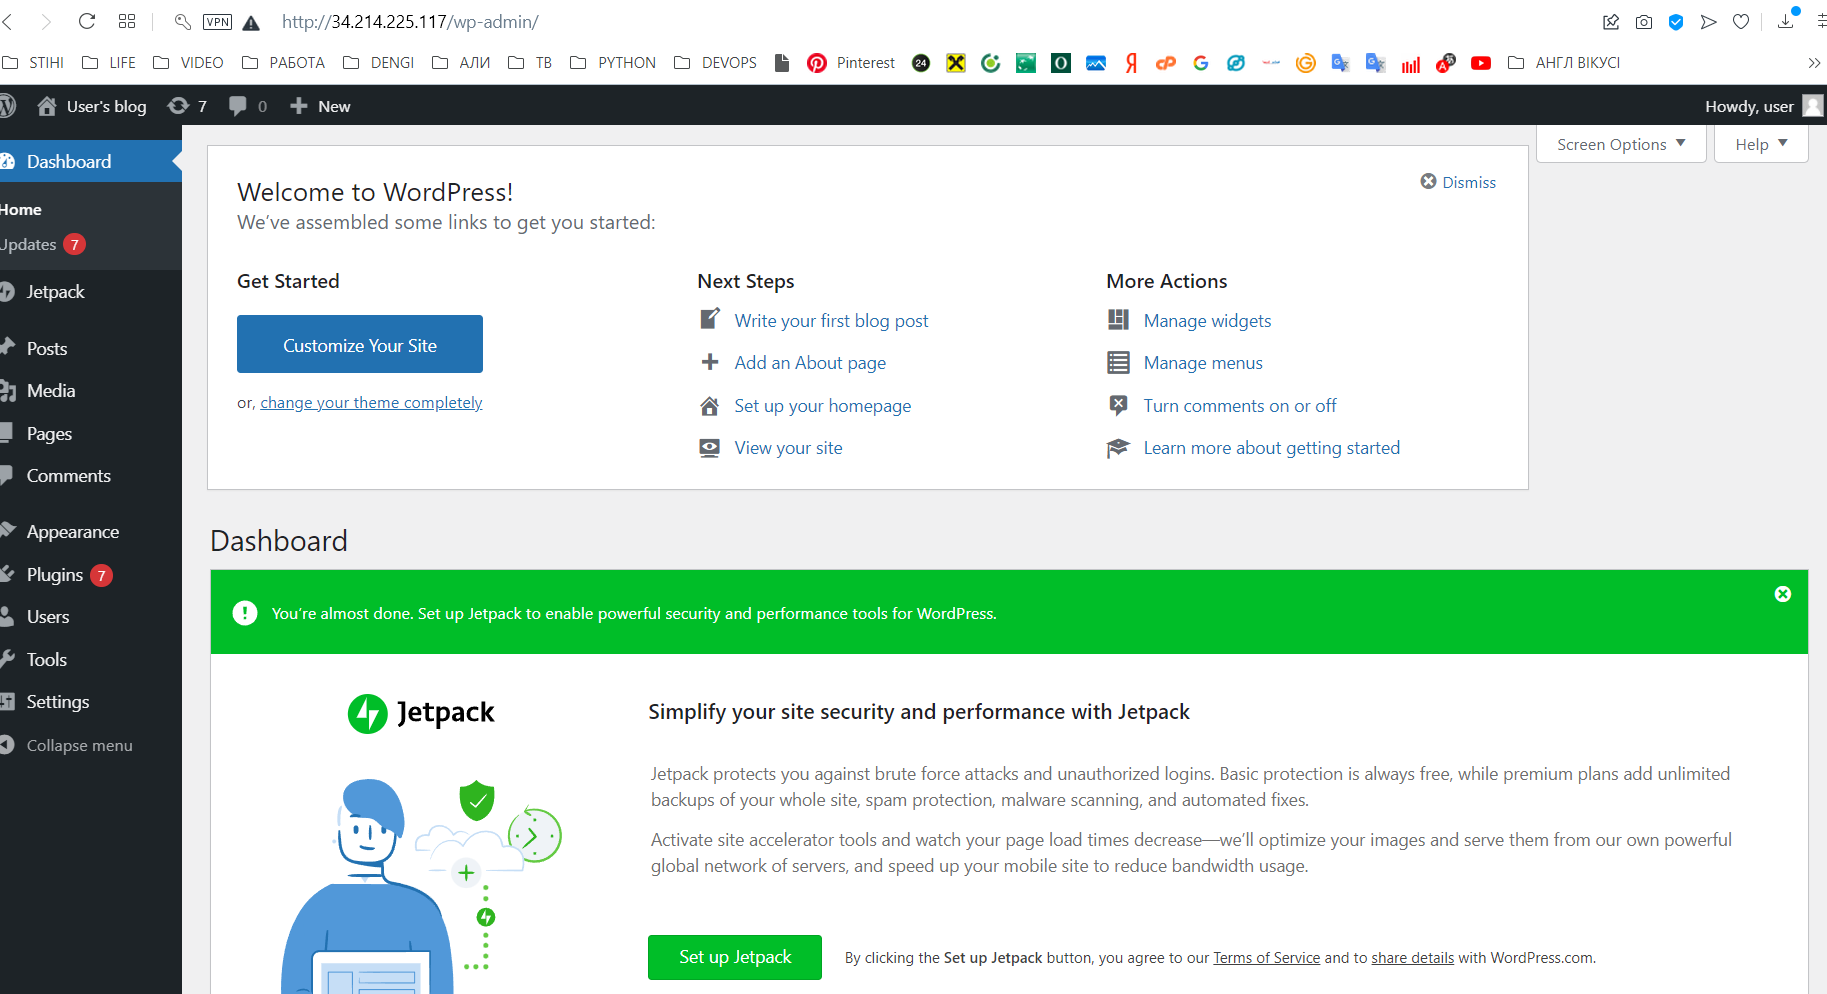 VPN http://34.214.225.117/wp-admin/
STIHI LIFE VIDEO РАБОТА DENGI АЛИ ТВ PYTHON DEVOPS Pinterest 24 АНГЛ ВІКУСІ
User's blog 7 0 New Howdy, user
Dashboard
Home
Updates 7
Jetpack
Posts
Media
Pages
Comments
Appearance
Plugins 7
Users
Tools
Settings
Collapse menu
Screen Options Help
Welcome to WordPress! Dismiss
We've assembled some links to get you started:
Get Started
Customize Your Site
or, change your theme completely
Next Steps
Write your first blog post
Add an About page
Set up your homepage
View your site
More Actions
Manage widgets
Manage menus
Turn comments on or off
Learn more about getting started
Dashboard
You're almost done. Set up Jetpack to enable powerful security and performance tools for WordPress.
Jetpack
Simplify your site security and performance with Jetpack
Jetpack protects you against brute force attacks and unauthorized logins. Basic protection is always free, while premium plans add unlimited
backups of your whole site, spam protection, malware scanning, and automated fixes.
Activate site accelerator tools and watch your page load times decrease—we'll optimize your images and serve them from our own powerful
global network of servers, and speed up your mobile site to reduce bandwidth usage.
Set up Jetpack By clicking the Set up Jetpack button, you agree to our Terms of Service and to share details with WordPress.com.